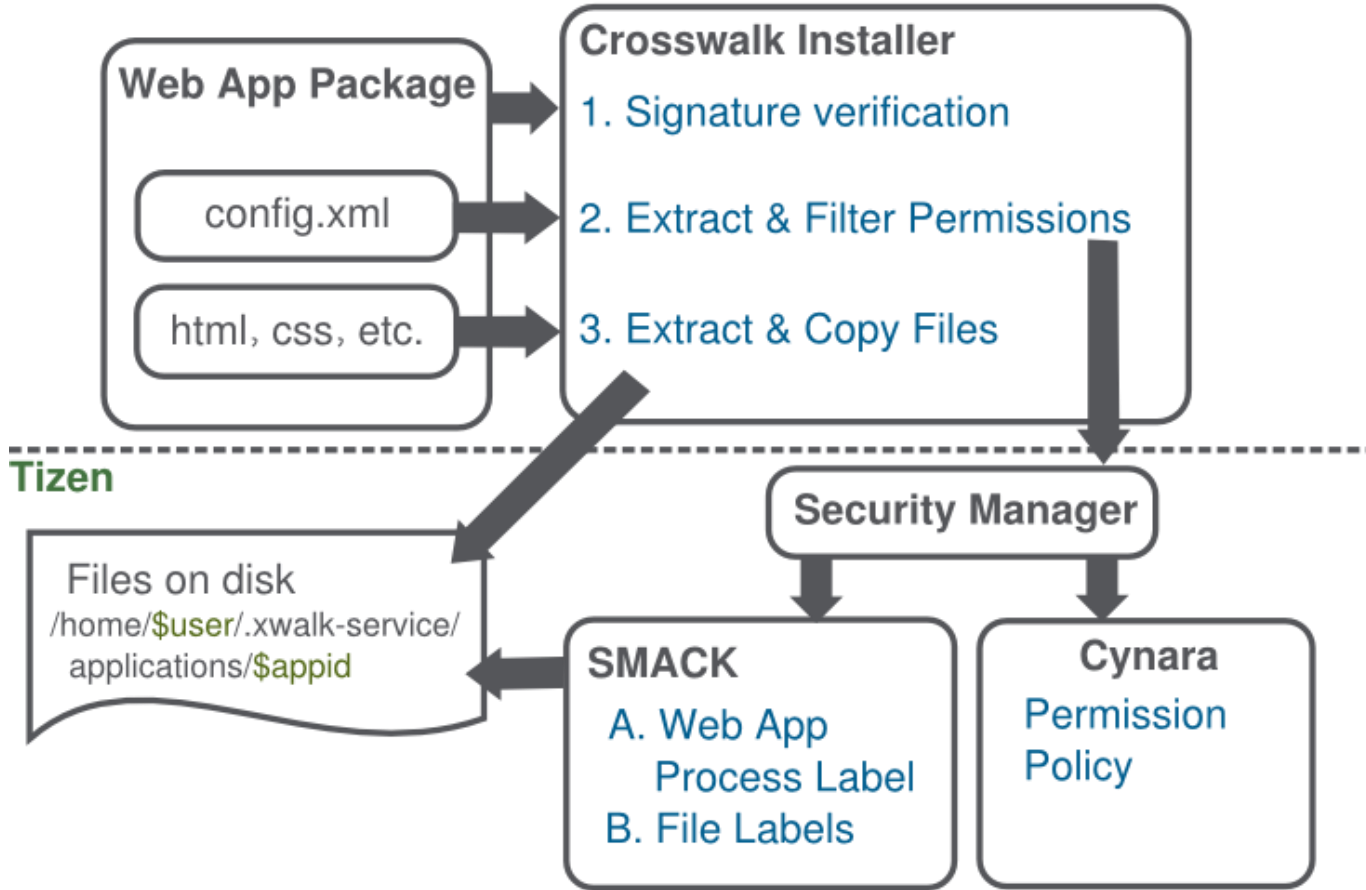 Web App Package
config.xml
html, css, etc.
Crosswalk Installer
1. Signature verification
2. Extract & Filter Permissions
3. Extract & Copy Files
Tizen
Security Manager
Files on disk
/home/$user/.xwalk-service/
applications/$appid
SMACK
A. Web App
Process Label
B. File Labels
Cynara
Permission
Policy